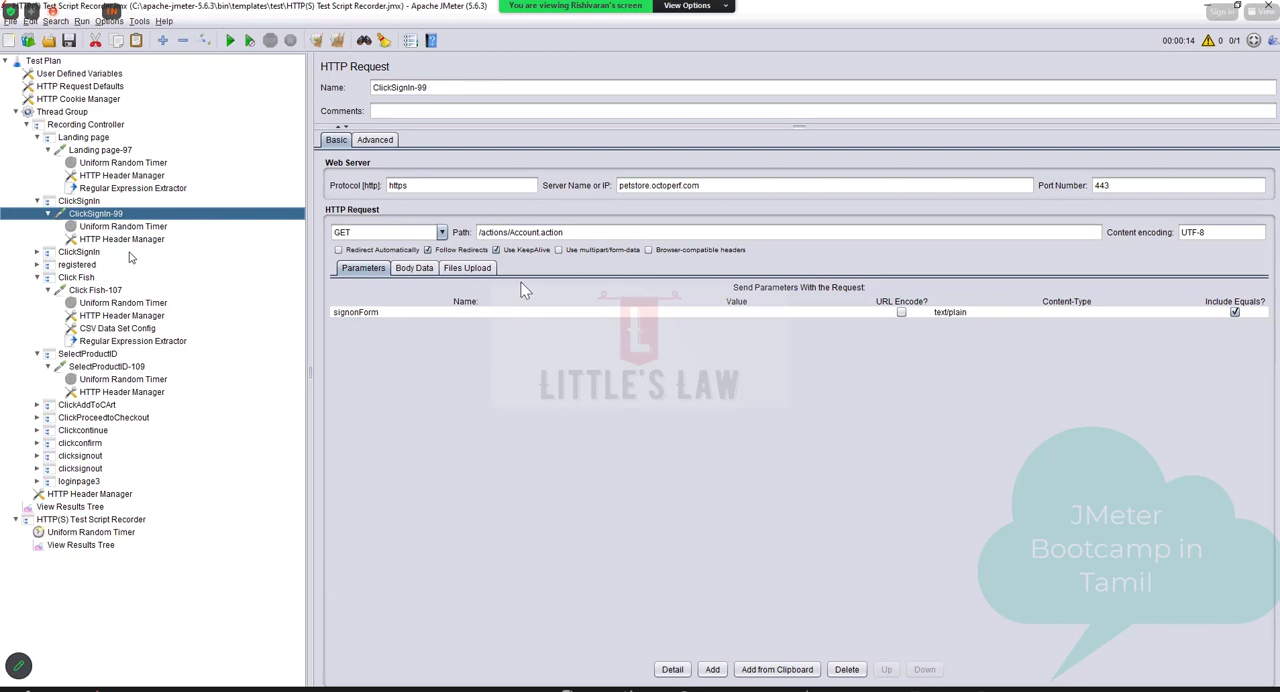 HTTP(S) Test Script Recorder.jmx (C:\apache-jmeter-5.6.3\bin\templates\test\HTTP(S) Test Script Recorder.jmx) - Apache JMeter (5.6.3)
You are viewing Rishivaran's screen
View Options
Sign in
View
File Edit Search Run Options Tools Help
00:00:14 0 0/1
Test Plan
User Defined Variables
HTTP Request Defaults
HTTP Cookie Manager
Thread Group
Recording Controller
Landing page
Landing page-97
Uniform Random Timer
HTTP Header Manager
Regular Expression Extractor
ClickSignIn
ClickSignIn-99
Uniform Random Timer
HTTP Header Manager
ClickSignIn
registered
Click Fish
Click Fish-107
Uniform Random Timer
HTTP Header Manager
CSV Data Set Config
Regular Expression Extractor
SelectProductID
SelectProductID-109
Uniform Random Timer
HTTP Header Manager
ClickAddToCArt
ClickProceedtoCheckout
Clickcontinue
clickconfirm
clicksignout
clicksignout
loginpage3
HTTP Header Manager
View Results Tree
HTTP(S) Test Script Recorder
Uniform Random Timer
View Results Tree
HTTP Request
Name: ClickSignIn-99
Comments:
Basic Advanced
Web Server
Protocol [http]: https Server Name or IP: petstore.octoperf.com Port Number: 443
HTTP Request
GET Path: /actions/Account.action Content encoding: UTF-8
Redirect Automatically Follow Redirects Use KeepAlive Use multipart/form-data Browser-compatible headers
Parameters Body Data Files Upload
Send Parameters With the Request:
Name: Value URL Encode? Content-Type Include Equals?
signonForm text/plain
L
LITTLE'S LAW
JMeter
Bootcamp in
Tamil
Detail Add Add from Clipboard Delete Up Down